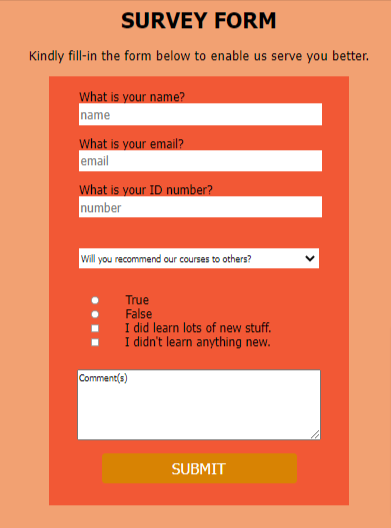 SURVEY FORM
Kindly fill-in the form below to enable us serve you better.
What is your name?
name
What is your email?
email
What is your ID number?
number
Will you recommend our courses to others?
True
False
I did learn lots of new stuff.
I didn't learn anything new.
Comment(s)
SUBMIT